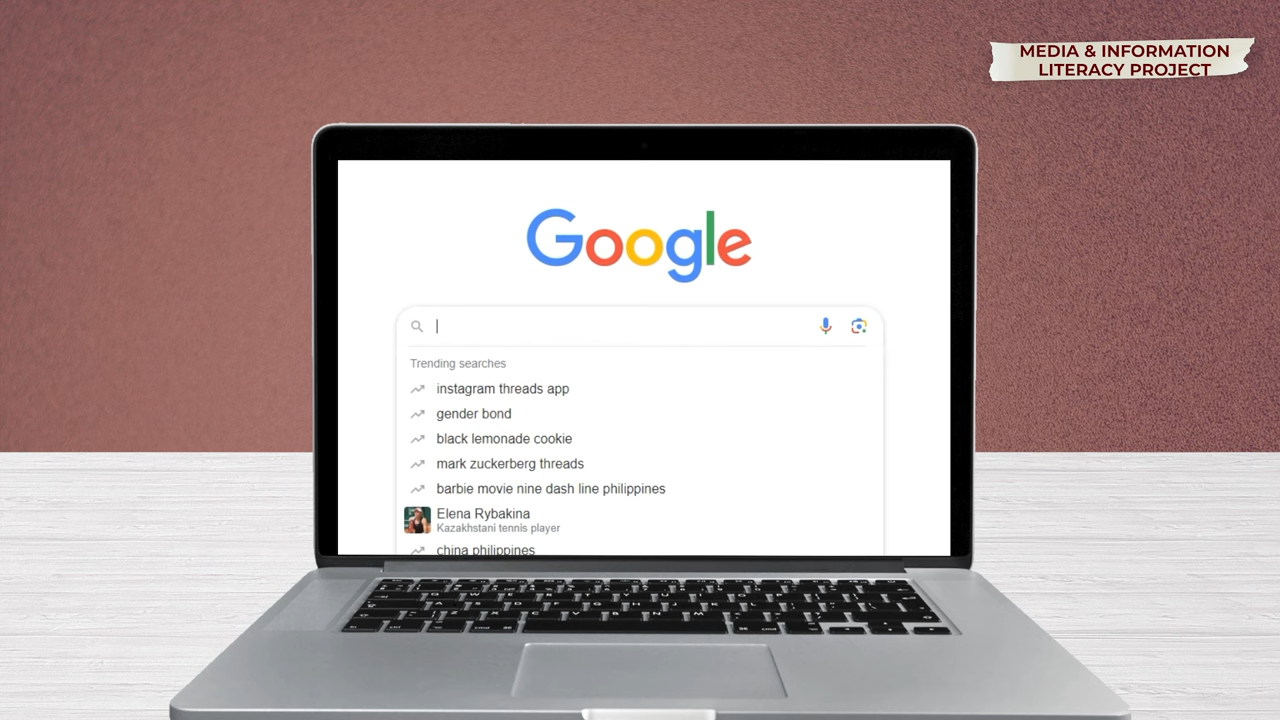 MEDIA & INFORMATION
LITERACY PROJECT
Google
Trending searches
instagram threads app
gender bond
black lemonade cookie
mark zuckerberg threads
barbie movie nine dash line philippines
Elena Rybakina
Kazakhstani tennis player
china philippines